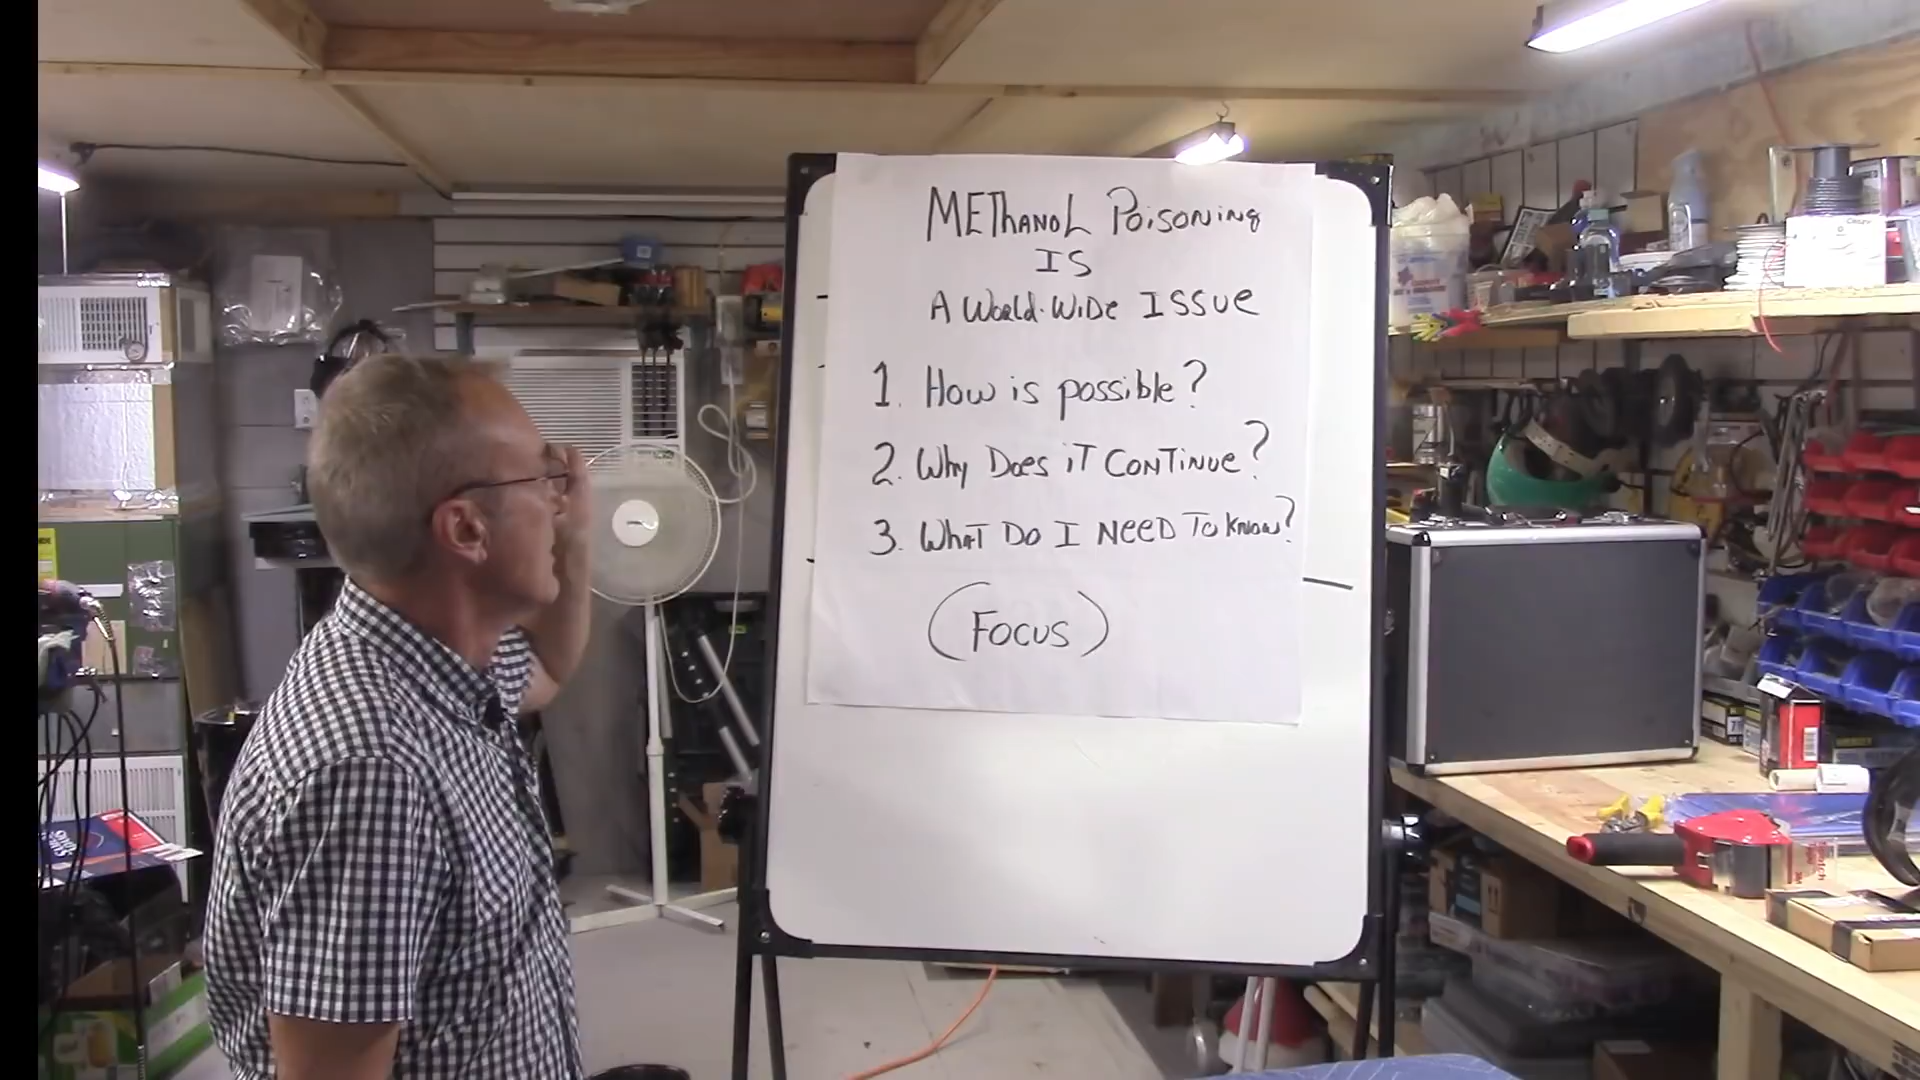 METhANOL POiSONiNg
IS
A WORLD-WiDe ISSUe
1. How is possible?
2. Why Does iT CONTiNUe?
3. WhAT DO I NEED To know?
(FOCUS)